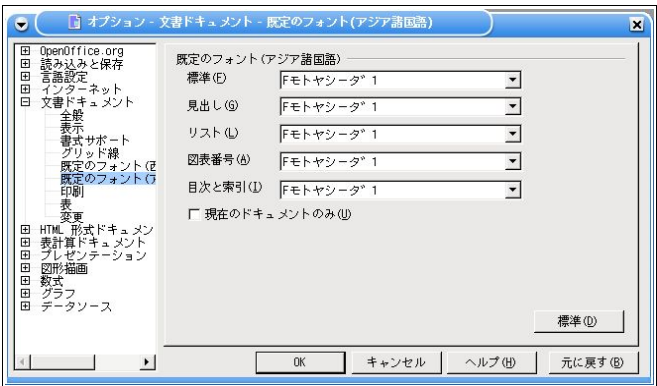 オプション - 文書ドキュメント - 既定のフォント(アジア諸国語)
OpenOffice.org
読み込みと保存
言語設定
インターネット
文書ドキュメント
全般
表示
書式サポート
グリッド線
既定のフォント(西
既定のフォント(ア
印刷
表
変更
HTML 形式ドキュメン
表計算ドキュメント
プレゼンテーション
図形描画
数式
グラフ
データソース
既定のフォント(アジア諸国語)
標準(F) Fモトヤシータﾞ1
見出し(G) Fモトヤシータﾞ1
リスト(L) Fモトヤシータﾞ1
図表番号(A) Fモトヤシータﾞ1
目次と索引(I) Fモトヤシータﾞ1
現在のドキュメントのみ(U)
標準(D)
OK キャンセル ヘルプ(H) 元に戻す(B)